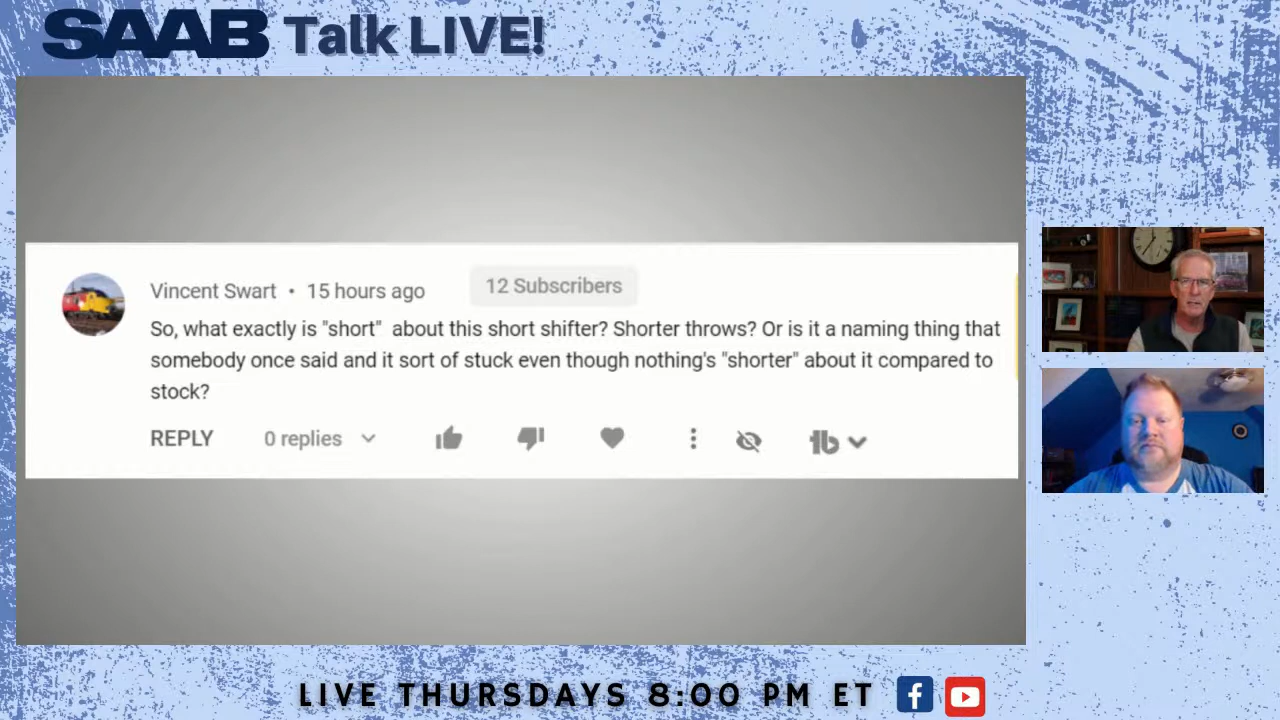 SAAB Talk LIVE!
Vincent Swart • 15 hours ago
12 Subscribers
So, what exactly is "short"  about this short shifter? Shorter throws? Or is it a naming thing that
somebody once said and it sort of stuck even though nothing's "shorter" about it compared to
stock?
REPLY
0 replies
LIVE THURSDAYS 8:00 PM ET